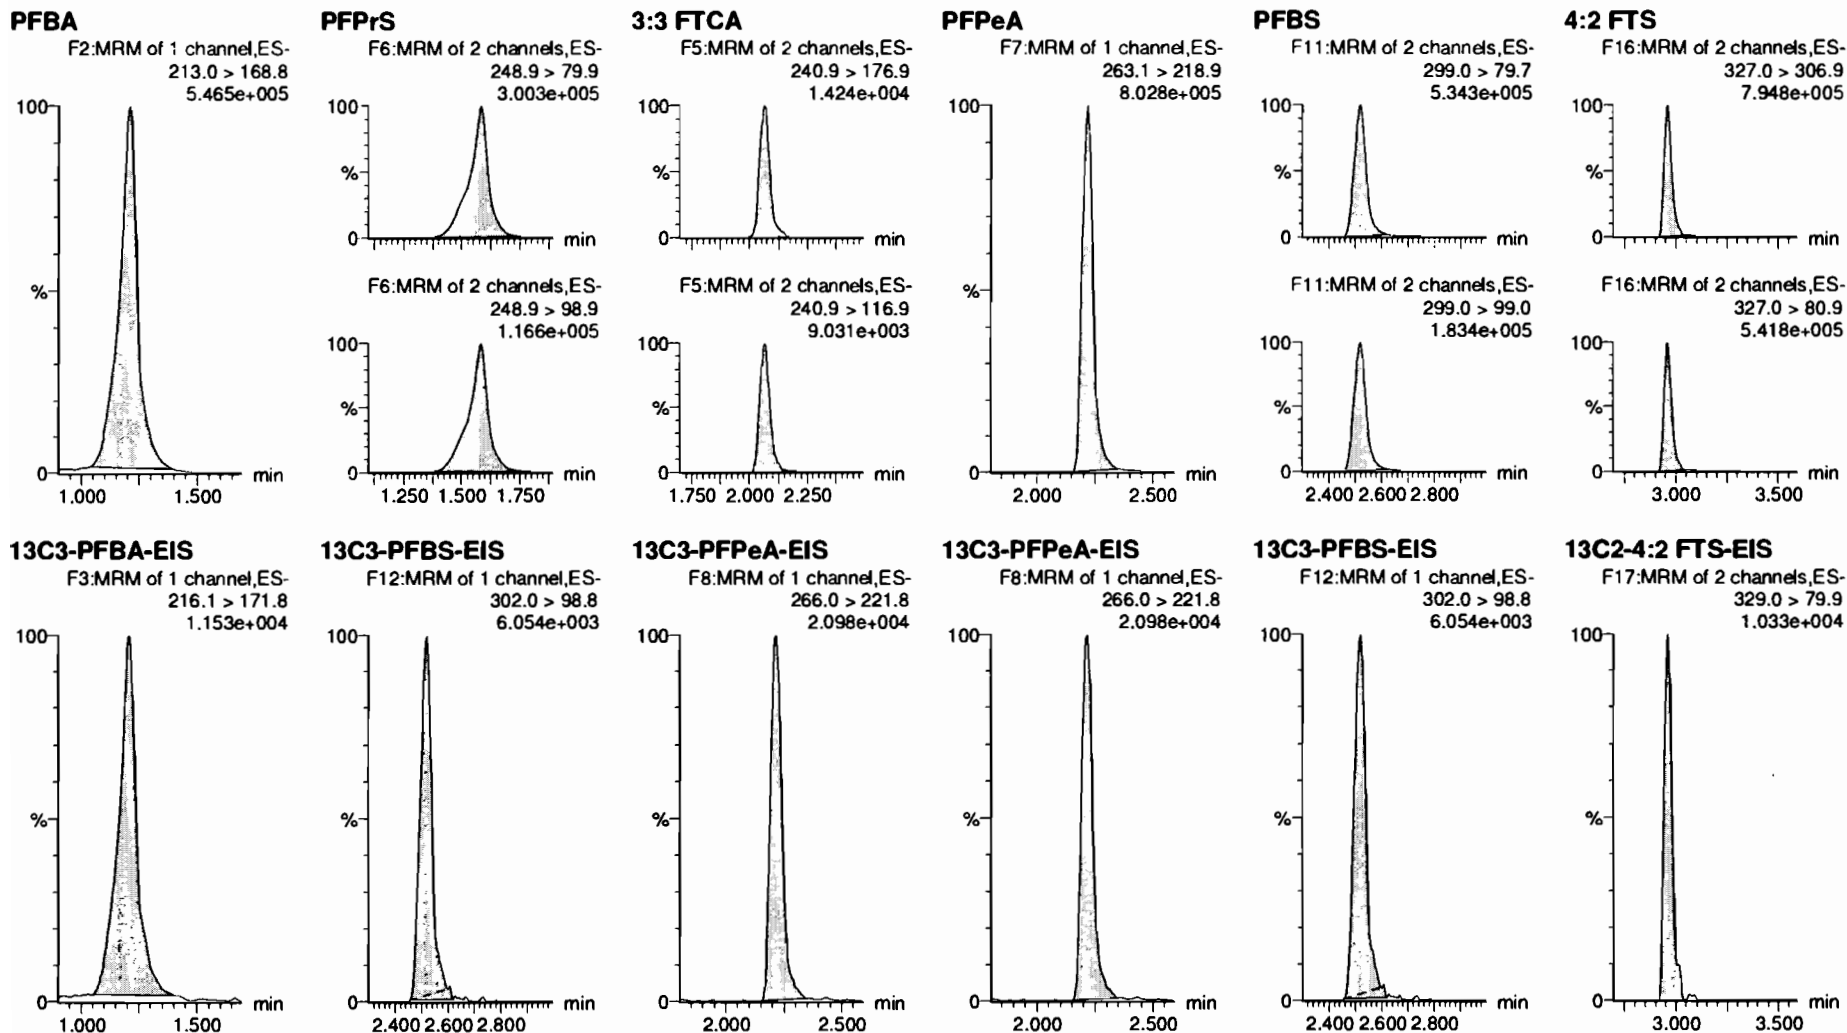 PFBA
F2:MRM of 1 channel,ES-
213.0 > 168.8
5.465e+005
100
%
0
min
1.000 1.500
PFPrS
F6:MRM of 2 channels,ES-
248.9 > 79.9
3.003e+005
100
%
0
min
F6:MRM of 2 channels,ES-
248.9 > 98.9
1.166e+005
100
%
0
min
1.250 1.500 1.750
3:3 FTCA
F5:MRM of 2 channels,ES-
240.9 > 176.9
1.424e+004
100
%
0
min
F5:MRM of 2 channels,ES-
240.9 > 116.9
9.031e+003
100
%
0
min
1.750 2.000 2.250
PFPeA
F7:MRM of 1 channel,ES-
263.1 > 218.9
8.028e+005
100
%
0
min
2.000 2.500
PFBS
F11:MRM of 2 channels,ES-
299.0 > 79.7
5.343e+005
100
%
0
min
F11:MRM of 2 channels,ES-
299.0 > 99.0
1.834e+005
100
%
0
min
2.400 2.600 2.800
4:2 FTS
F16:MRM of 2 channels,ES-
327.0 > 306.9
7.948e+005
100
%
0
min
F16:MRM of 2 channels,ES-
327.0 > 80.9
5.418e+005
100
%
0
min
3.000 3.500
13C3-PFBA-EIS
F3:MRM of 1 channel,ES-
216.1 > 171.8
1.153e+004
100
%
0
min
1.000 1.500
13C3-PFBS-EIS
F12:MRM of 1 channel,ES-
302.0 > 98.8
6.054e+003
100
%
0
min
2.400 2.600 2.800
13C3-PFPeA-EIS
F8:MRM of 1 channel,ES-
266.0 > 221.8
2.098e+004
100
%
0
min
2.000 2.500
13C3-PFPeA-EIS
F8:MRM of 1 channel,ES-
266.0 > 221.8
2.098e+004
100
%
0
min
2.000 2.500
13C3-PFBS-EIS
F12:MRM of 1 channel,ES-
302.0 > 98.8
6.054e+003
100
%
0
min
2.400 2.600 2.800
13C2-4:2 FTS-EIS
F17:MRM of 2 channels,ES-
329.0 > 79.9
1.033e+004
100
%
0
min
3.000 3.500